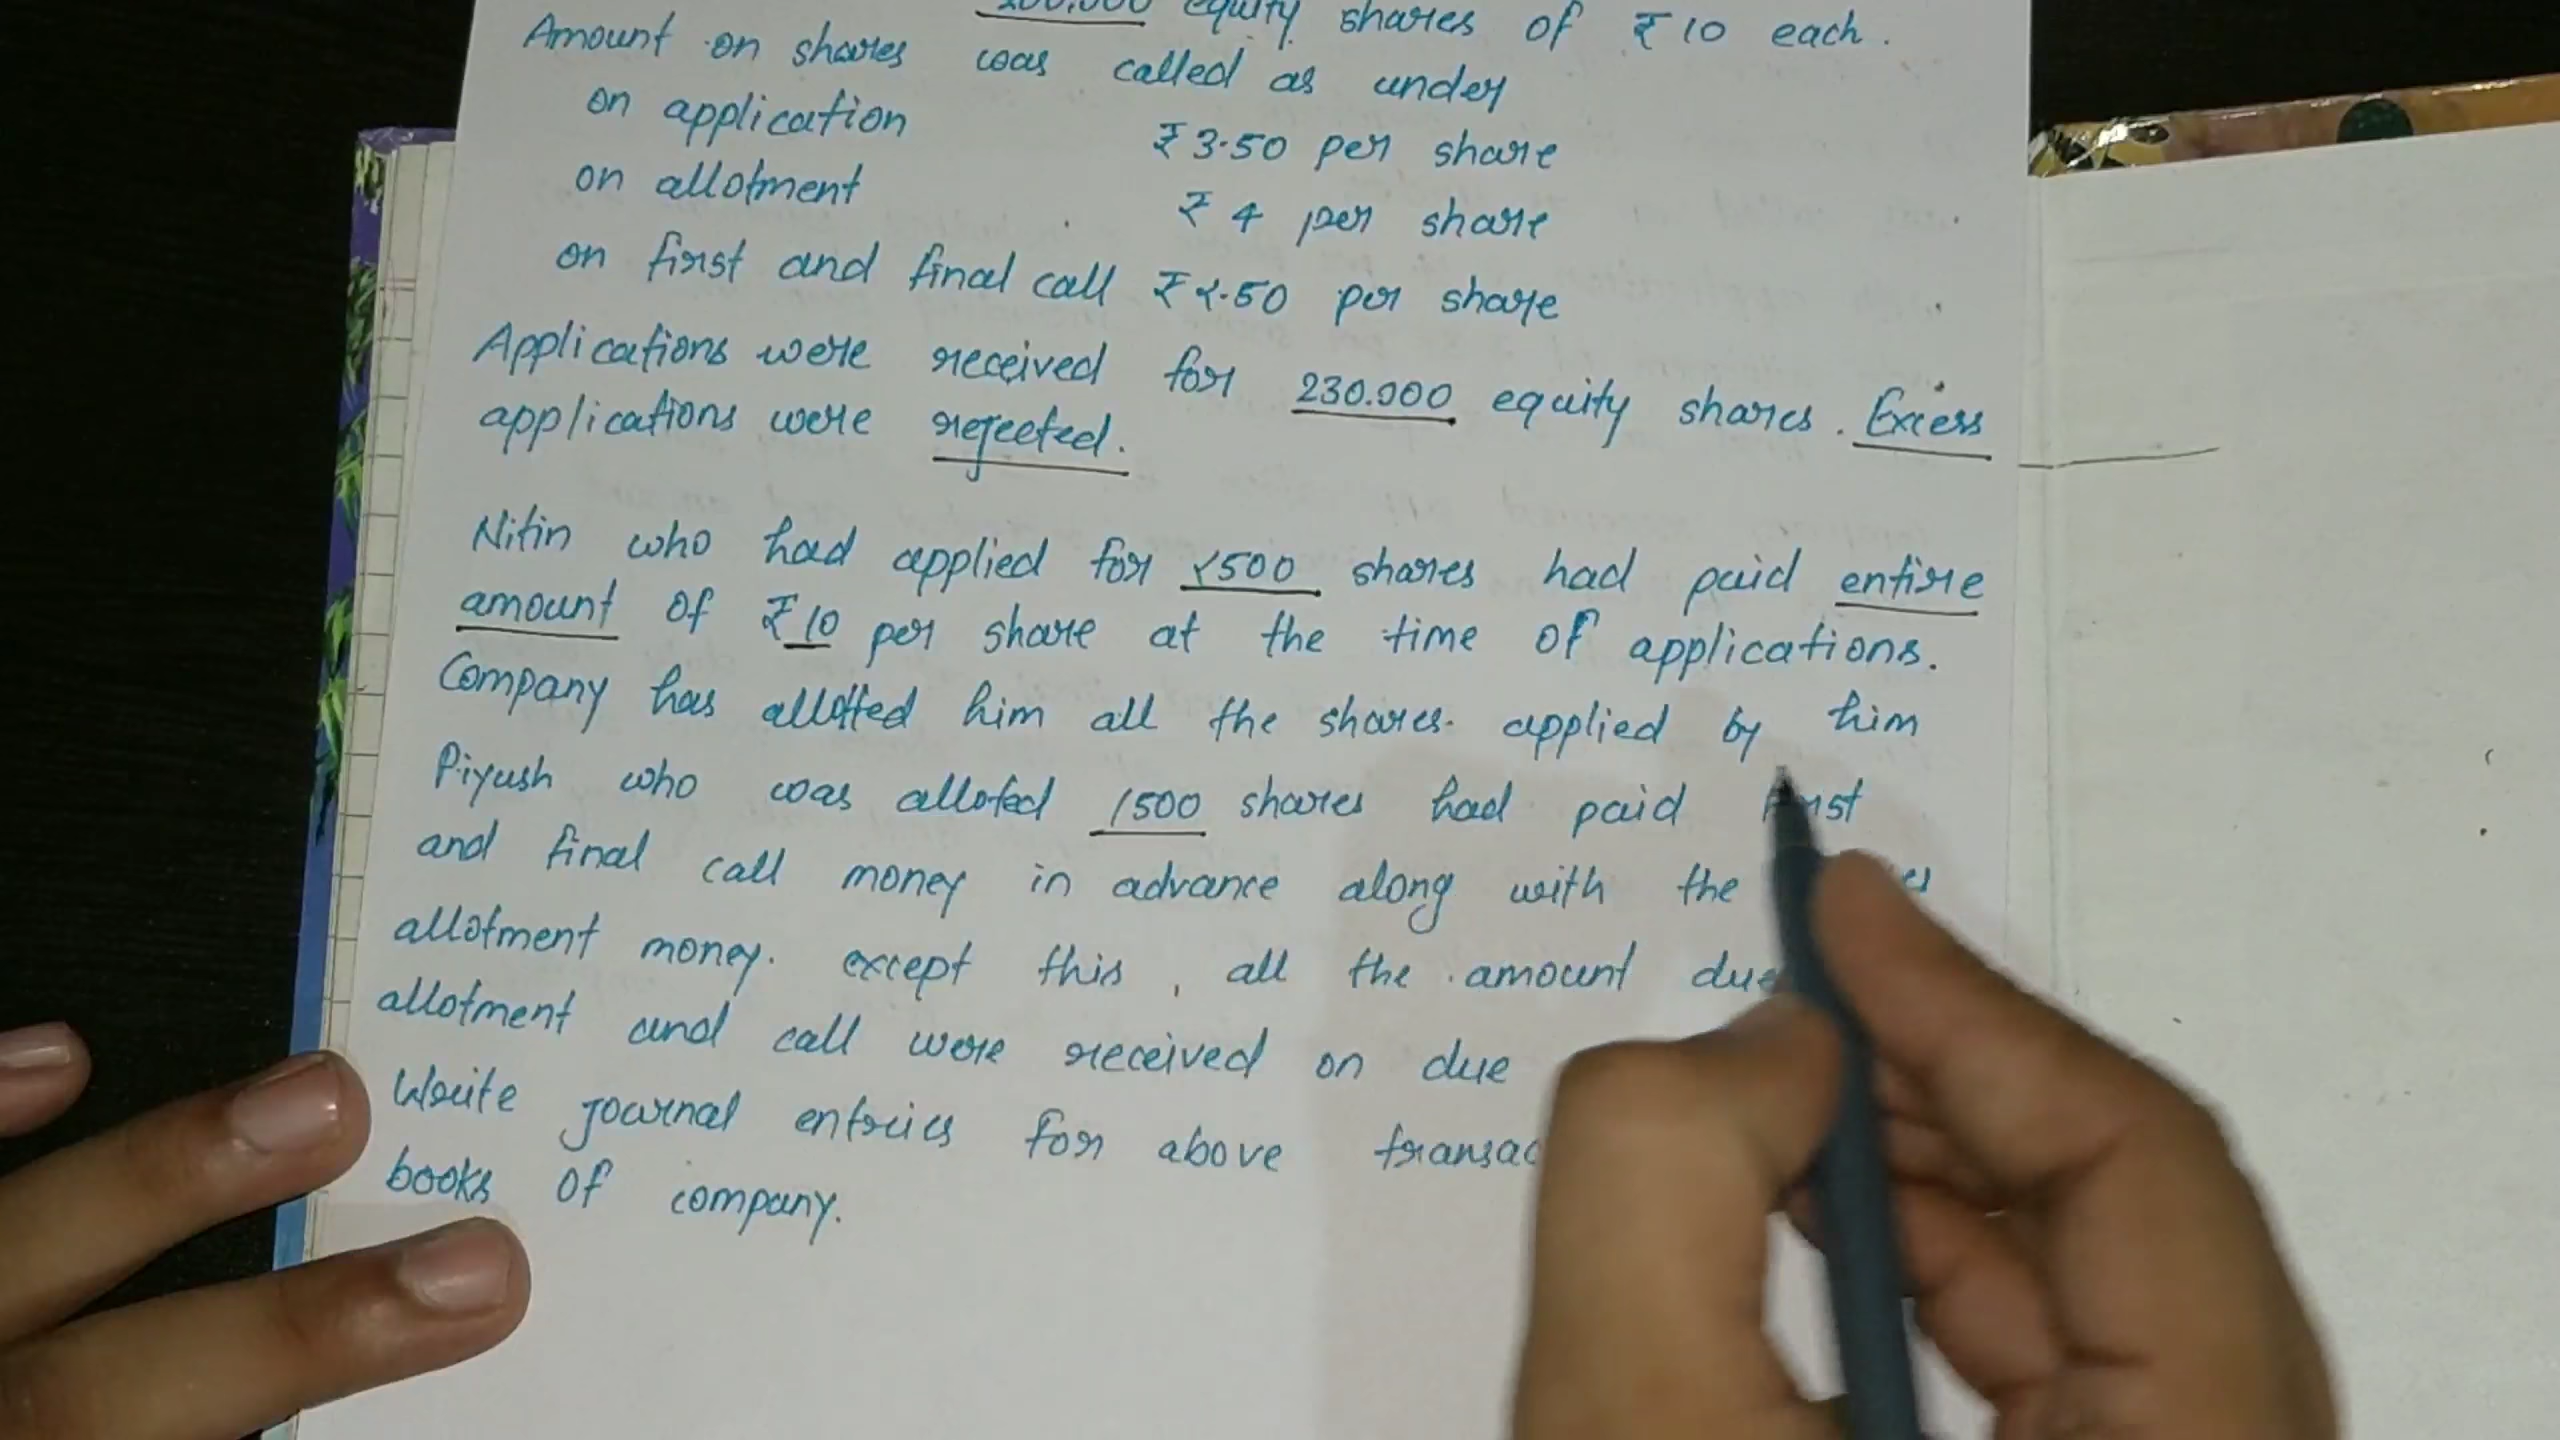 equity shares of ₹ 10 each.
Amount on shares was called as under
on application ₹ 3.50 per share
on allotment ₹ 4 per share
on first and final call ₹ 2.50 per share
Applications were received for 230.000 equity shares. Excess
applications were rejected.
Nitin who had applied for 2500 shares had paid entire
amount of ₹ 10 per share at the time of applications.
Company has allotted him all the shares. applied by him
Piyush who was alloted 1500 shares had paid first
and final call money in advance along with the
allotment money. except this, all the amount due
allotment and call were received on due
Write journal entries for above
books of company.